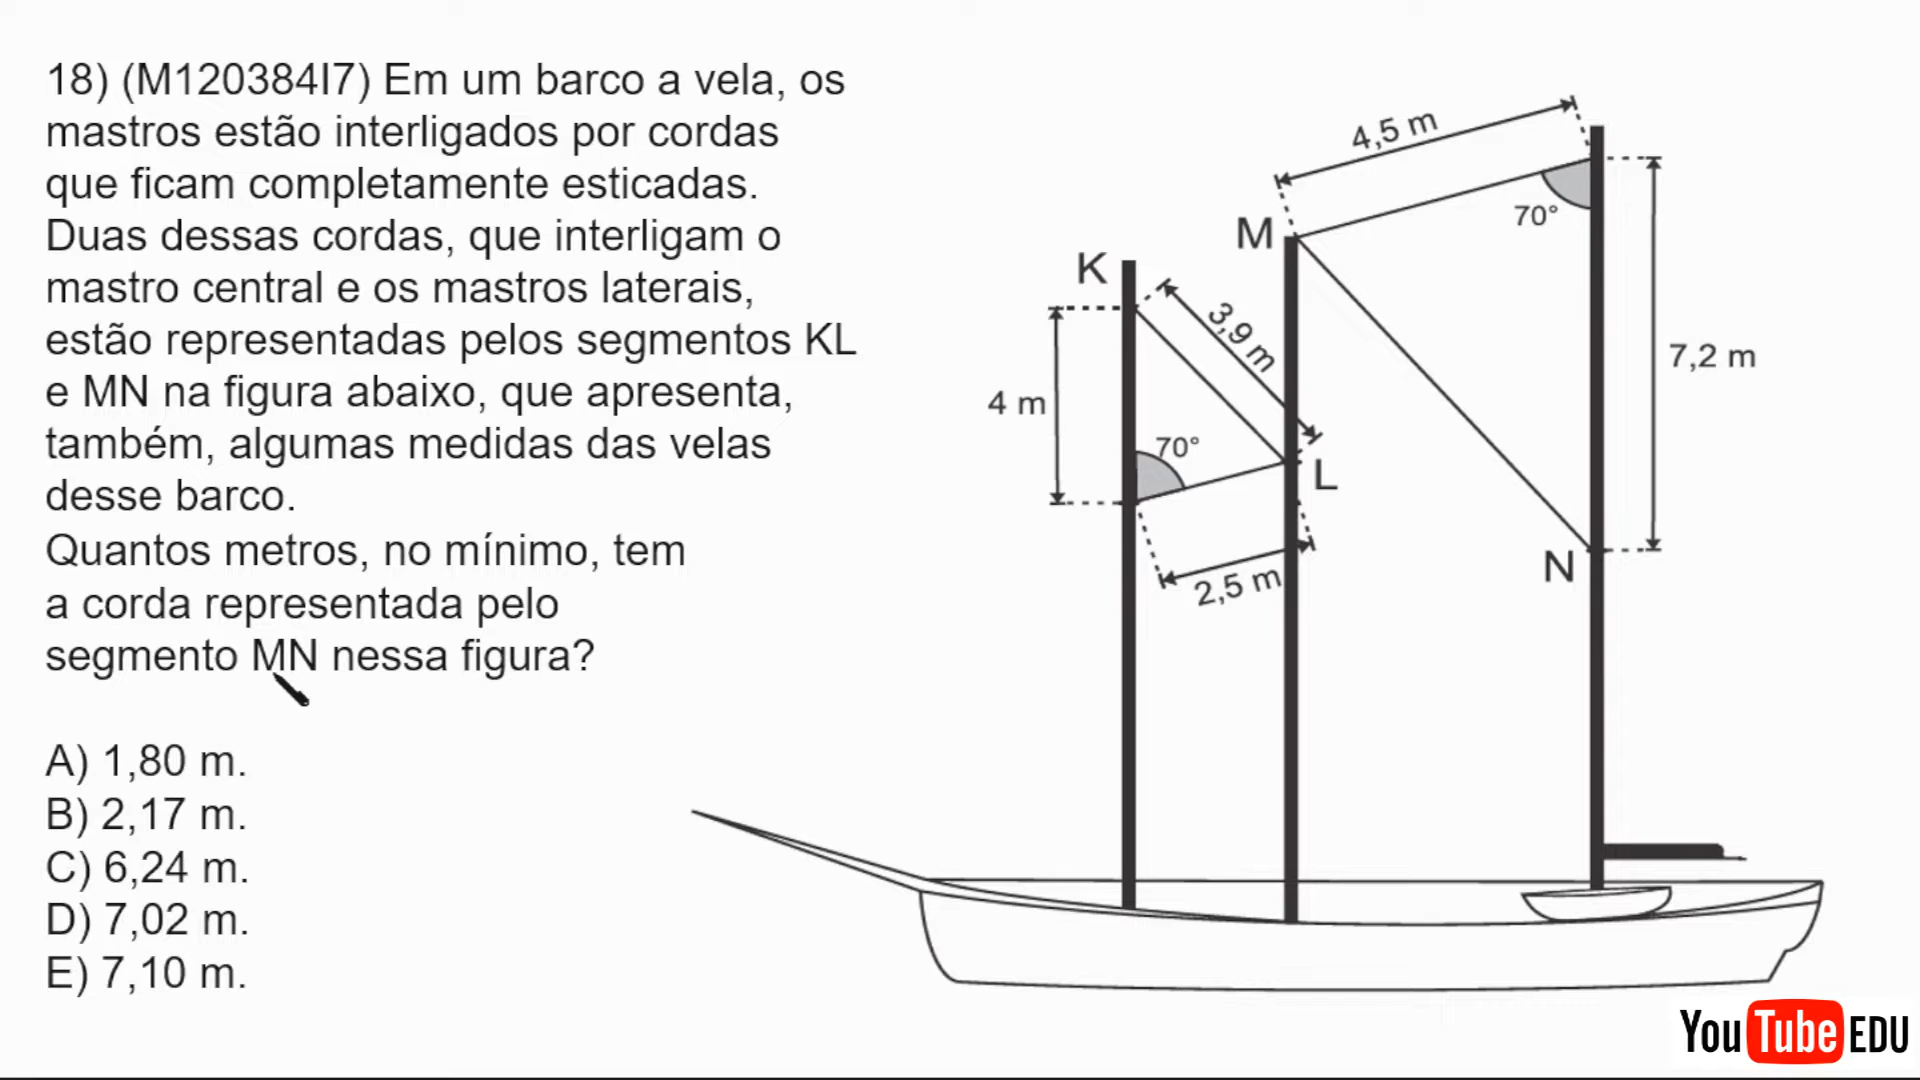 18) (M120384I7) Em um barco a vela, os
mastros estão interligados por cordas
que ficam completamente esticadas.
Duas dessas cordas, que interligam o
mastro central e os mastros laterais,
estão representadas pelos segmentos KL
e MN na figura abaixo, que apresenta,
também, algumas medidas das velas
desse barco.
Quantos metros, no mínimo, tem
a corda representada pelo
segmento MN nessa figura?
A) 1,80 m.
B) 2,17 m.
C) 6,24 m.
D) 7,02 m.
E) 7,10 m.
4,5 m
70°
M
K
3,9 m
7,2 m
4 m
70°
L
2,5 m
N
YouTube EDU